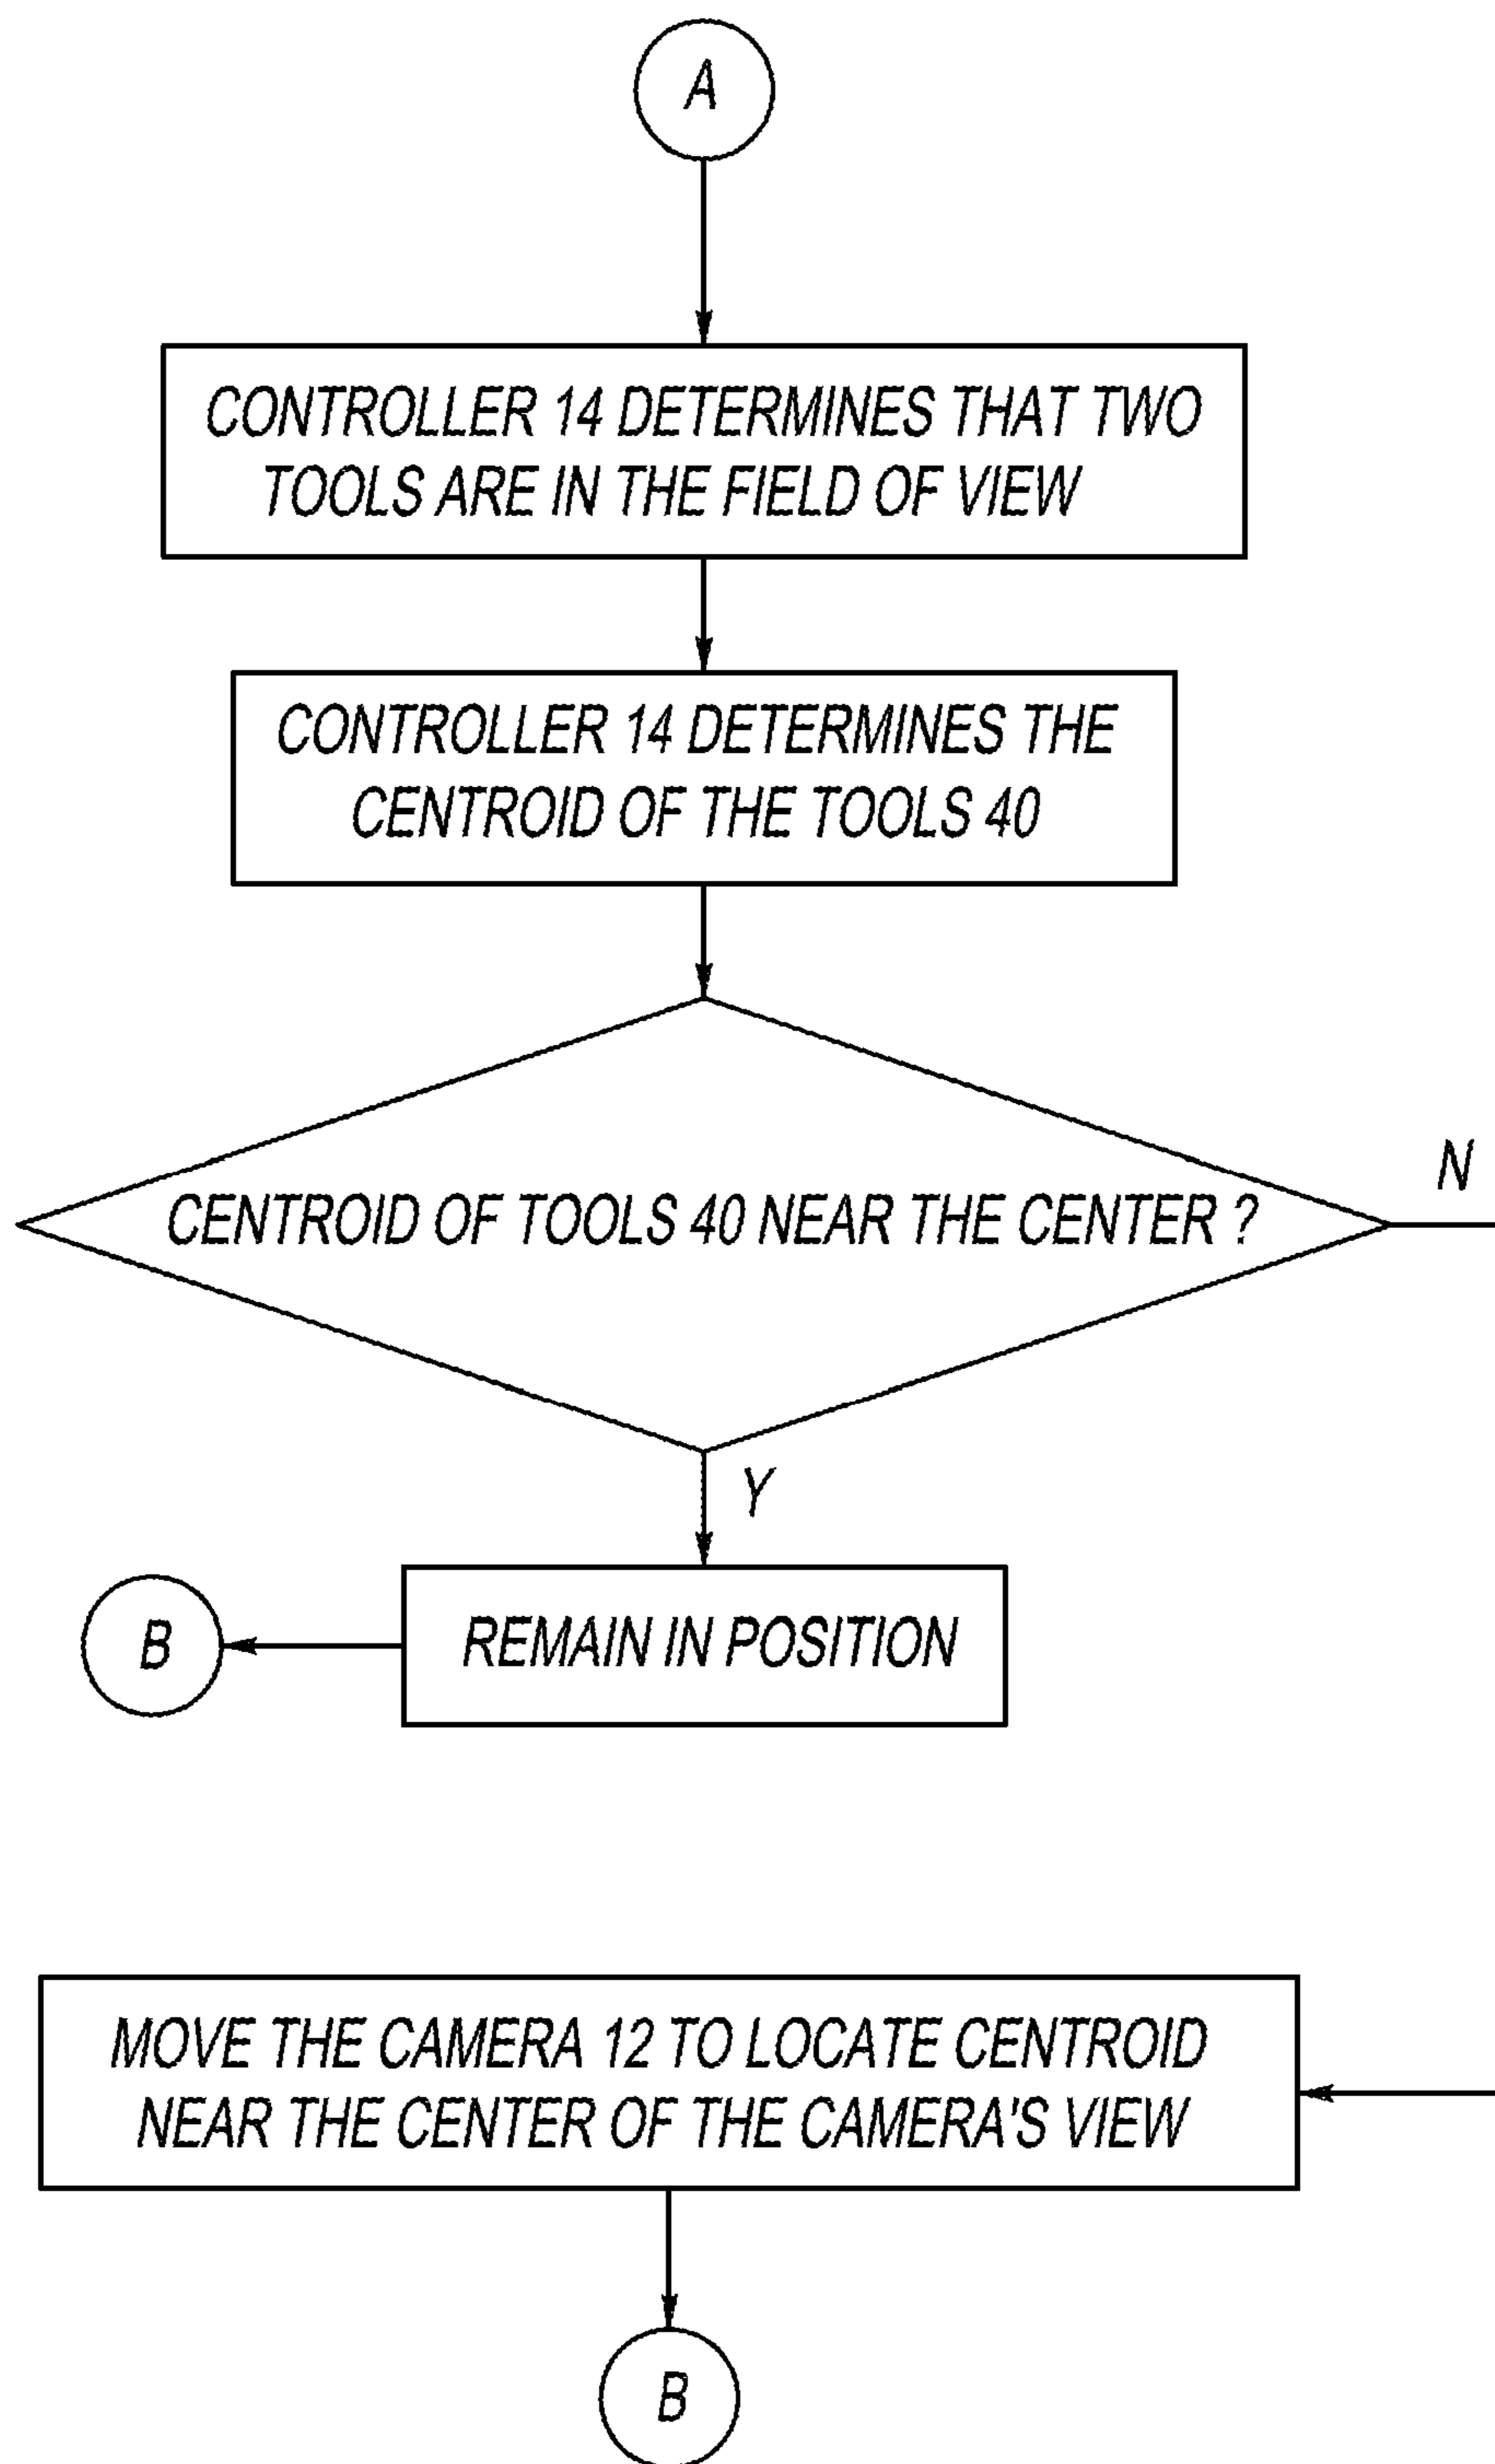 A
CONTROLLER 14 DETERMINES THAT TWO
TOOLS ARE IN THE FIELD OF VIEW
CONTROLLER 14 DETERMINES THE
CENTROID OF THE TOOLS 40
CENTROID OF TOOLS 40 NEAR THE CENTER ?
N
Y
REMAIN IN POSITION
B
MOVE THE CAMERA 12 TO LOCATE CENTROID
NEAR THE CENTER OF THE CAMERA'S VIEW
B